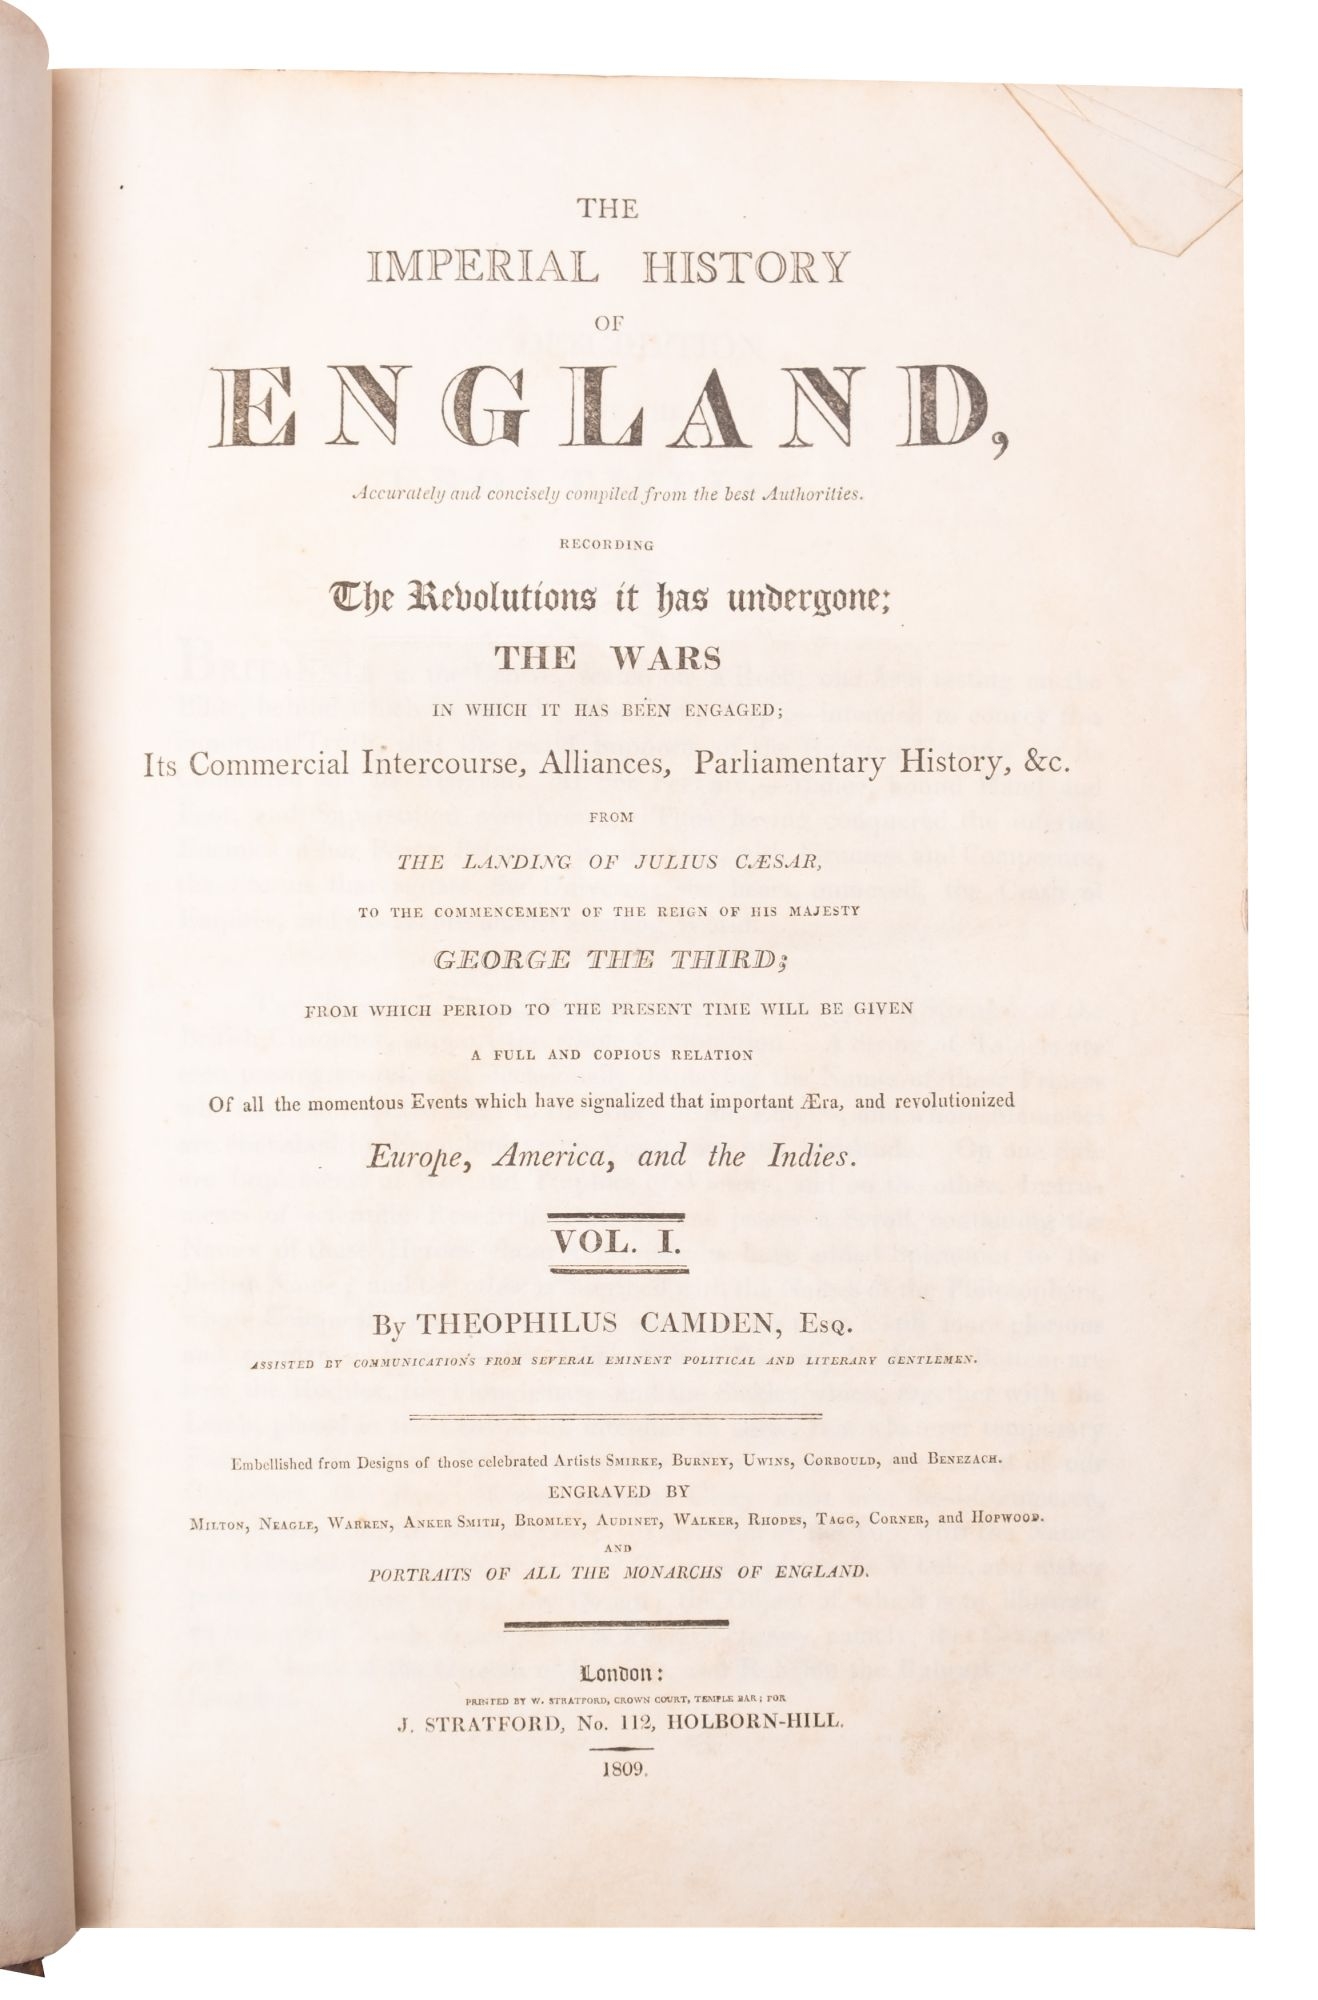 THE
IMPERIAL HISTORY
OF
ENGLAND,
Accurately and concisely compiled from the best Authorities.
RECORDING
The Revolutions it has undergone;
THE WARS
IN WHICH IT HAS BEEN ENGAGED;
Its Commercial Intercourse, Alliances, Parliamentary History, &c.
FROM
THE LANDING OF JULIUS CÆSAR,
TO THE COMMENCEMENT OF THE REIGN OF HIS MAJESTY
GEORGE THE THIRD;
FROM WHICH PERIOD TO THE PRESENT TIME WILL BE GIVEN
A FULL AND COPIOUS RELATION
Of all the momentous Events which have signalized that important Æra, and revolutionized
Europe, America, and the Indies.
VOL. I.
By THEOPHILUS CAMDEN, Esq.
ASSISTED BY COMMUNICATIONS FROM SEVERAL EMINENT POLITICAL AND LITERARY GENTLEMEN.
Embellished from Designs of those celebrated Artists SMIRKE, BURNEY, UWINS, CORBOULD, and BENEZACH.
ENGRAVED BY
MILTON, NEAGLE, WARREN, ANKER SMITH, BROMLEY, AUDINET, WALKER, RHODES, TAGG, CORNER, and HOPWOOD.
AND
PORTRAITS OF ALL THE MONARCHS OF ENGLAND.
London:
PRINTED BY W. STRATFORD, CROWN COURT, TEMPLE BAR; FOR
J. STRATFORD, No. 112, HOLBORN-HILL.
1809.